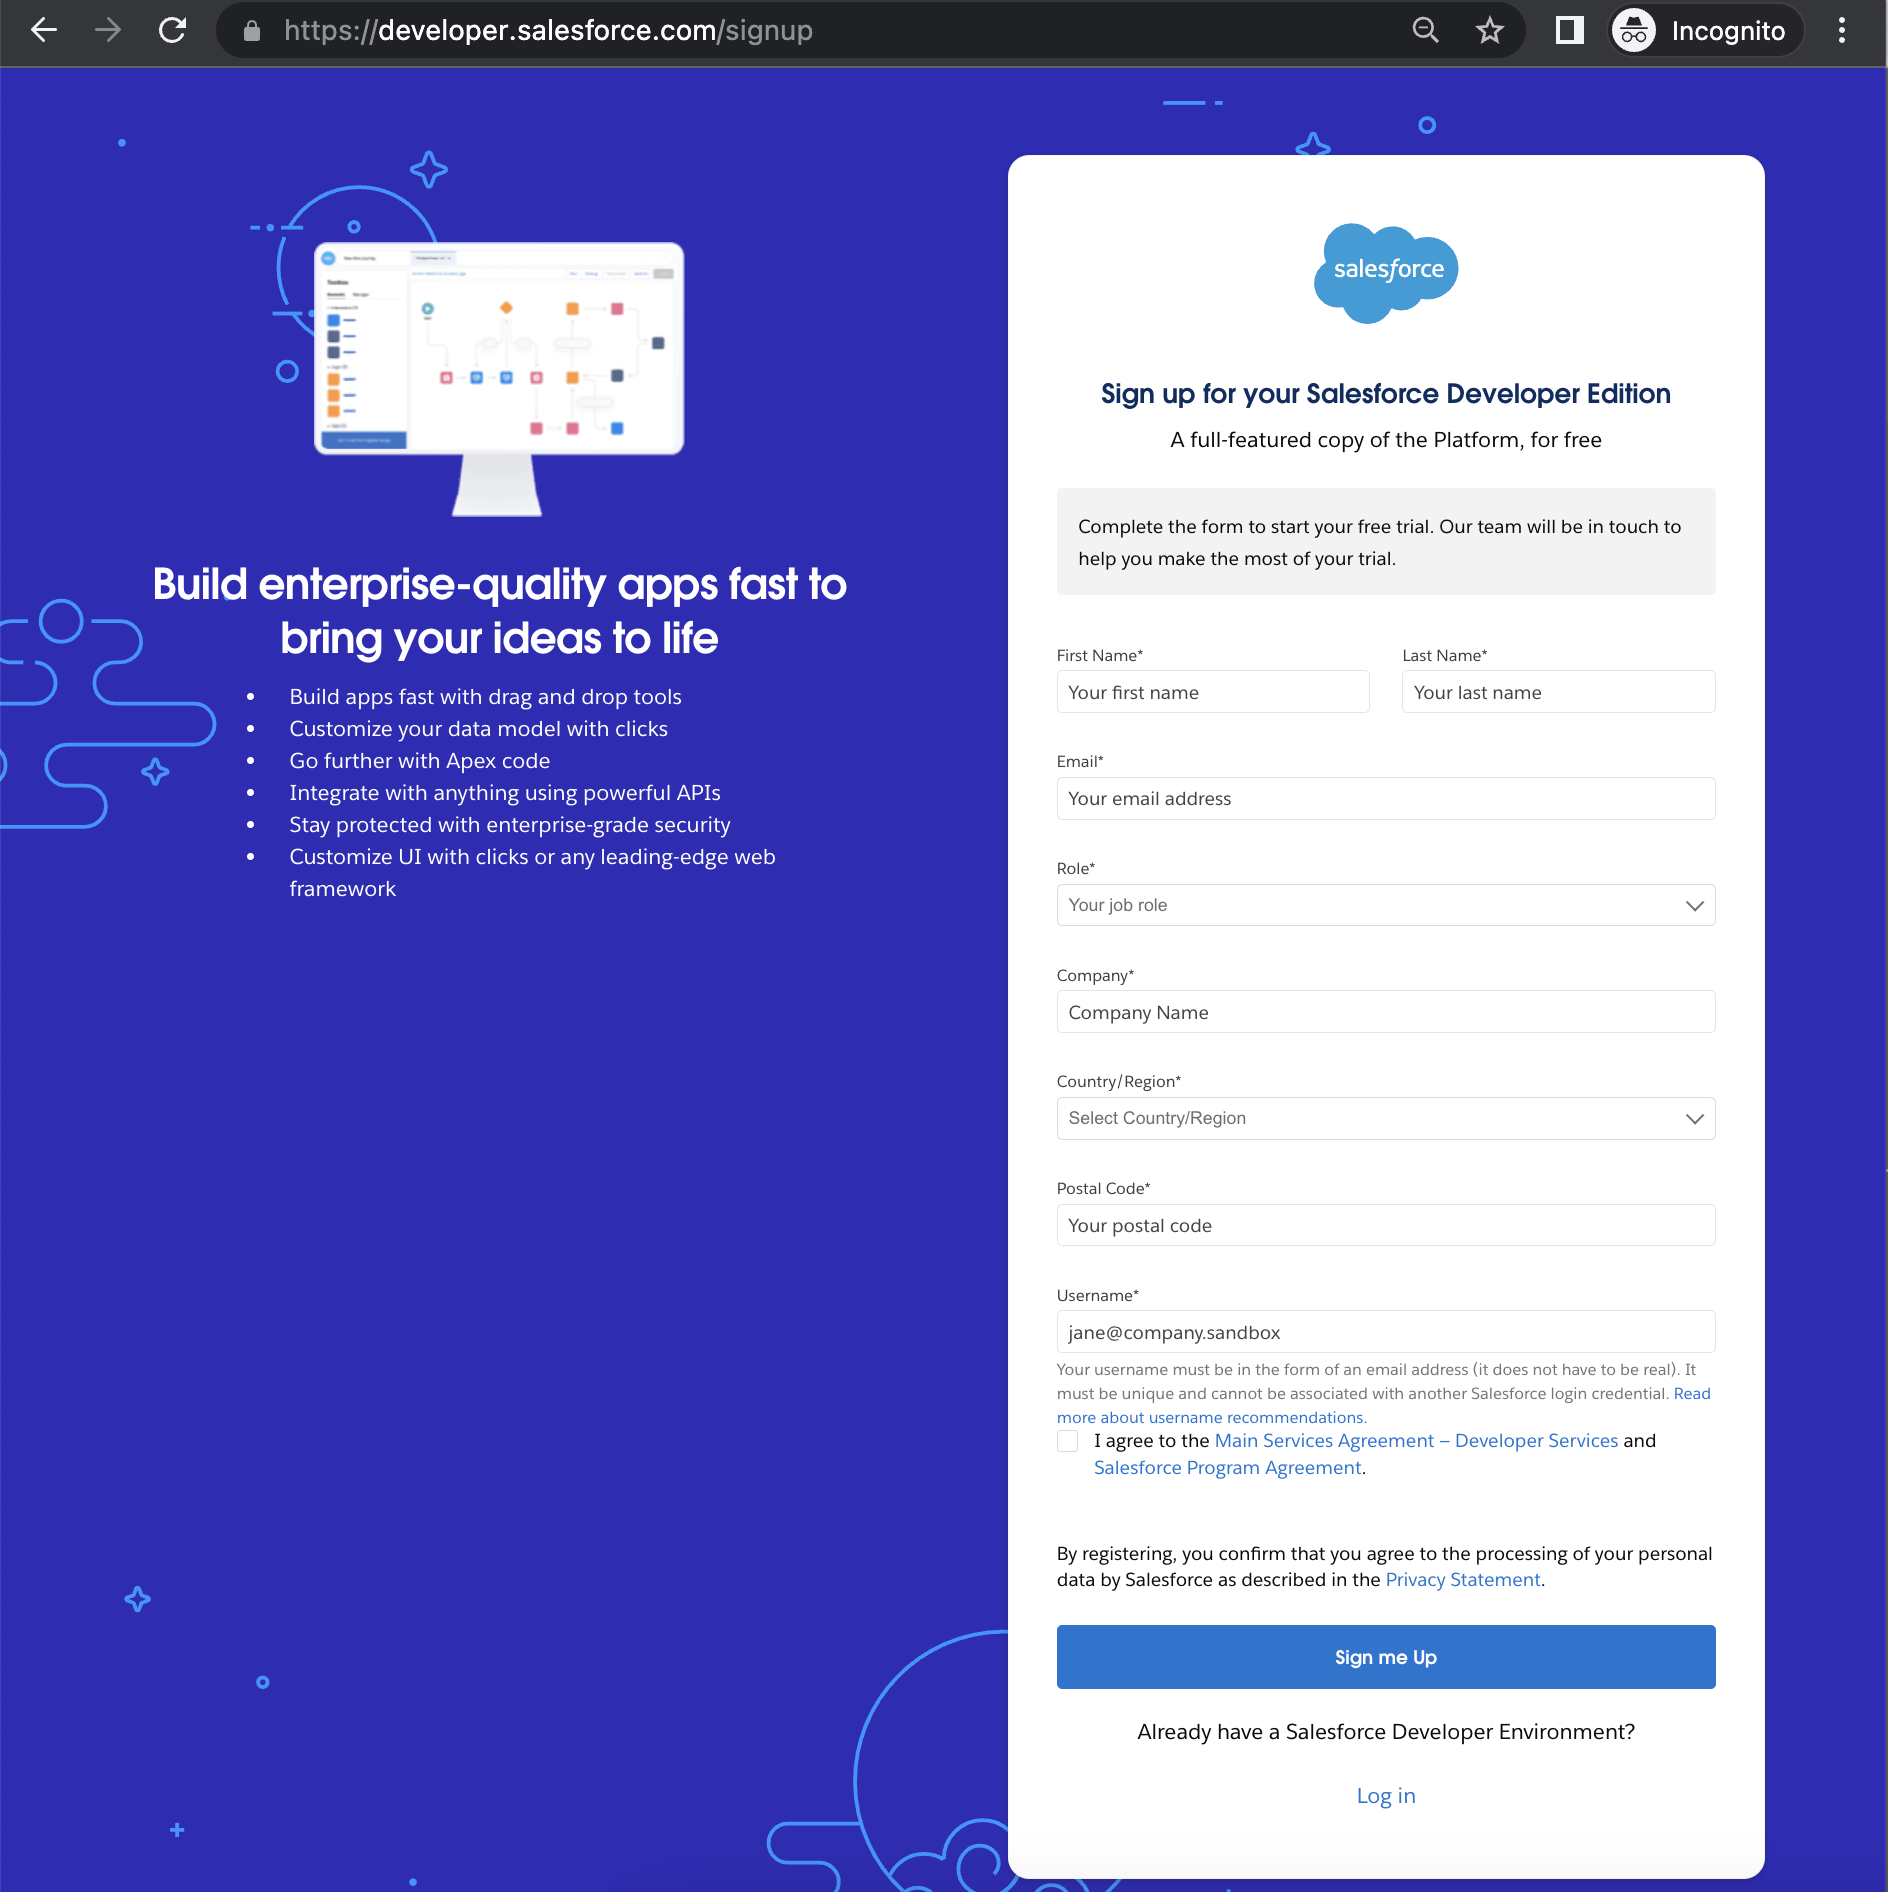 https://developer.salesforce.com/signup
Incognito
Build enterprise-quality apps fast to
bring your ideas to life
• Build apps fast with drag and drop tools
• Customize your data model with clicks
• Go further with Apex code
• Integrate with anything using powerful APIs
• Stay protected with enterprise-grade security
• Customize UI with clicks or any leading-edge web
framework
salesforce
Sign up for your Salesforce Developer Edition
A full-featured copy of the Platform, for free
Complete the form to start your free trial. Our team will be in touch to
help you make the most of your trial.
First Name*
Last Name*
Your first name
Your last name
Email*
Your email address
Role*
Your job role
Company*
Company Name
Country/Region*
Select Country/Region
Postal Code*
Your postal code
Username*
jane@company.sandbox
Your username must be in the form of an email address (it does not have to be real). It
must be unique and cannot be associated with another Salesforce login credential. Read
more about username recommendations.
I agree to the Main Services Agreement – Developer Services and
Salesforce Program Agreement.
By registering, you confirm that you agree to the processing of your personal
data by Salesforce as described in the Privacy Statement.
Sign me Up
Already have a Salesforce Developer Environment?
Log in